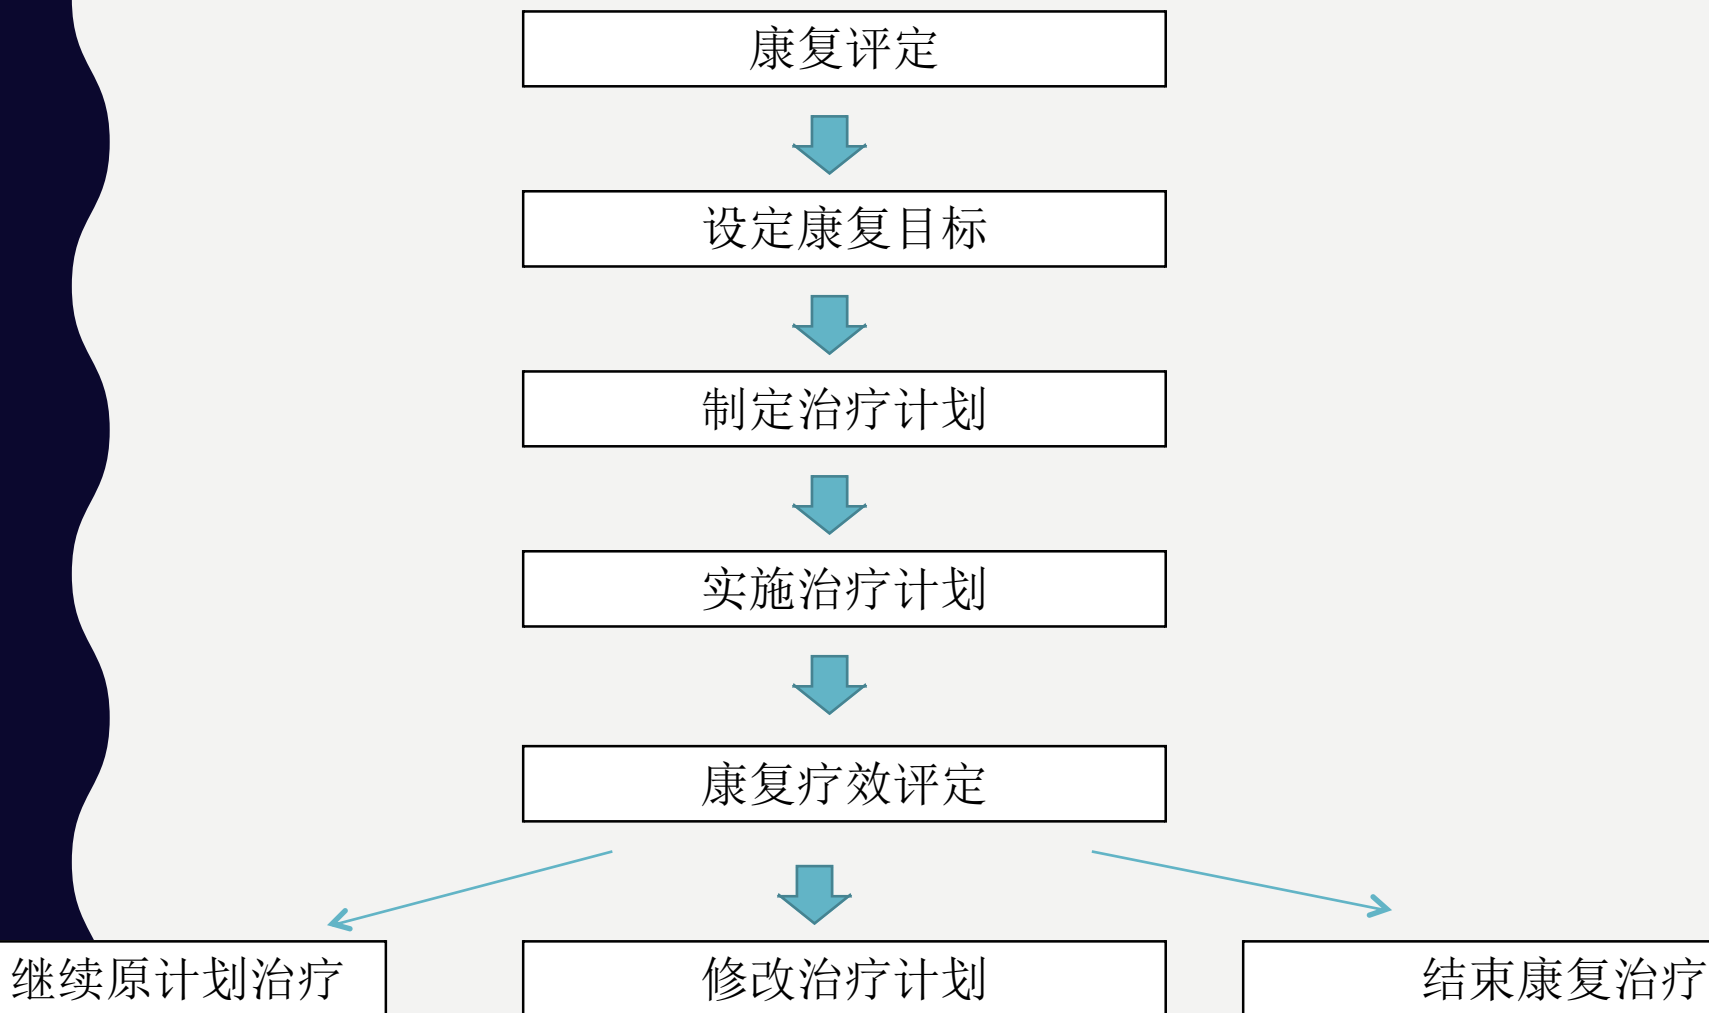 康复评定
设定康复目标
制定治疗计划
实施治疗计划
康复疗效评定
继续原计划治疗
修改治疗计划
结束康复治疗